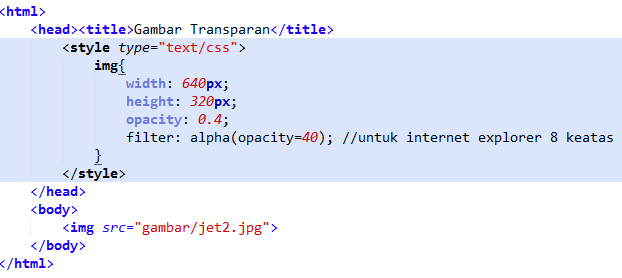 <html>
<head><title>Gambar Transparan</title>
<style type="text/css">
img{
width: 640px;
height: 320px;
opacity: 0.4;
filter: alpha(opacity=40); //untuk internet explorer 8 keatas
}
</style>
</head>
<body>
<img src="gambar/jet2.jpg">
</body>
</html>